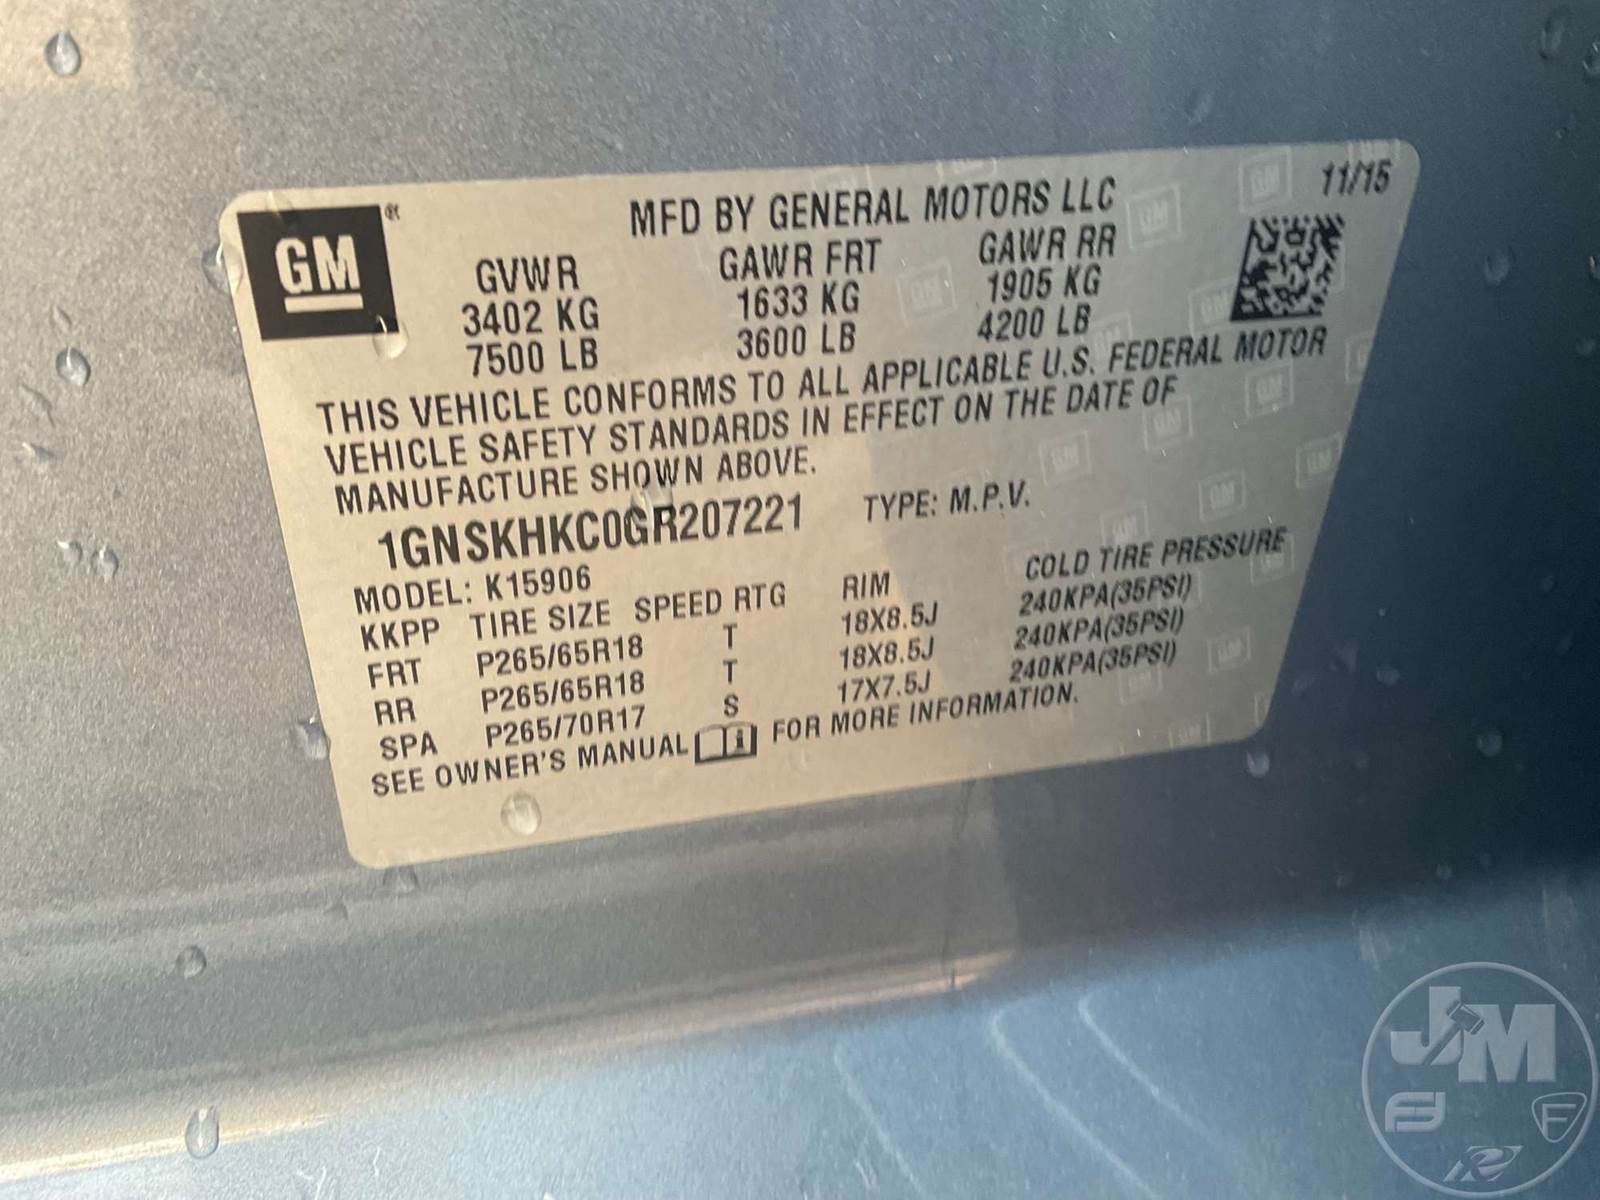 MFD BY GENERAL MOTORS LLC 11/15
GM®
GVWR GAWR FRT GAWR RR
3402 KG 1633 KG 1905 KG
7500 LB 3600 LB 4200 LB
THIS VEHICLE CONFORMS TO ALL APPLICABLE U.S. FEDERAL MOTOR
VEHICLE SAFETY STANDARDS IN EFFECT ON THE DATE OF
MANUFACTURE SHOWN ABOVE.
1GNSKHKC0GR207221 TYPE: M.P.V.
MODEL: K15906
KKPP TIRE SIZE SPEED RTG RIM COLD TIRE PRESSURE
FRT P265/65R18 T 18X8.5J 240KPA(35PSI)
RR P265/65R18 T 18X8.5J 240KPA(35PSI)
SPA P265/70R17 S 17X7.5J 240KPA(35PSI)
SEE OWNER'S MANUAL i FOR MORE INFORMATION.
JM